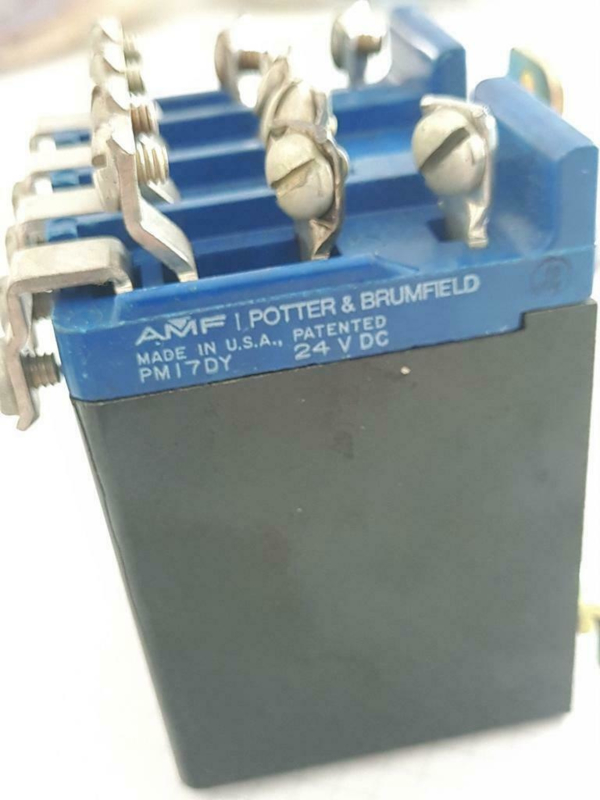 AMF | POTTER & BRUMFIELD
MADE IN U.S.A., PATENTED
PM17DY 24 V DC